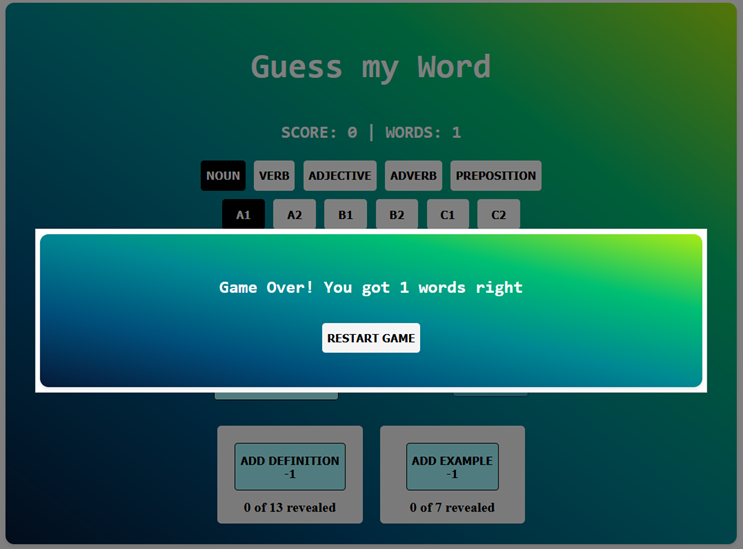 Guess my Word
SCORE: 0 | WORDS: 1
NOUN VERB ADJECTIVE ADVERB PREPOSITION
A1 A2 B1 B2 C1 C2
Game Over! You got 1 words right
RESTART GAME
ADD DEFINITION ADD EXAMPLE
-1 -1
0 of 13 revealed 0 of 7 revealed